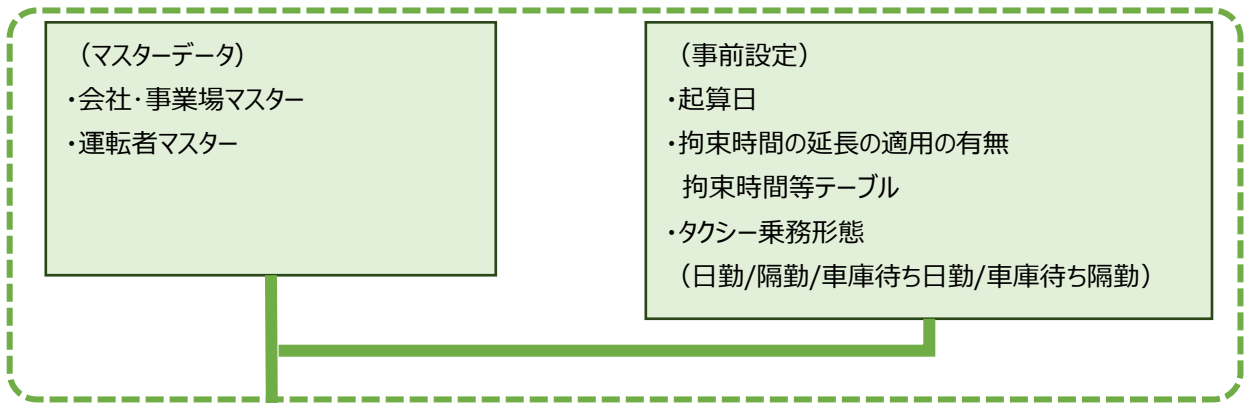 （マスターデータ）
・会社・事業場マスター
・運転者マスター
（事前設定）
・起算日
・拘束時間の延長の適用の有無
拘束時間等テーブル
・タクシー乗務形態
（日勤/隔勤/車庫待ち日勤/車庫待ち隔勤）